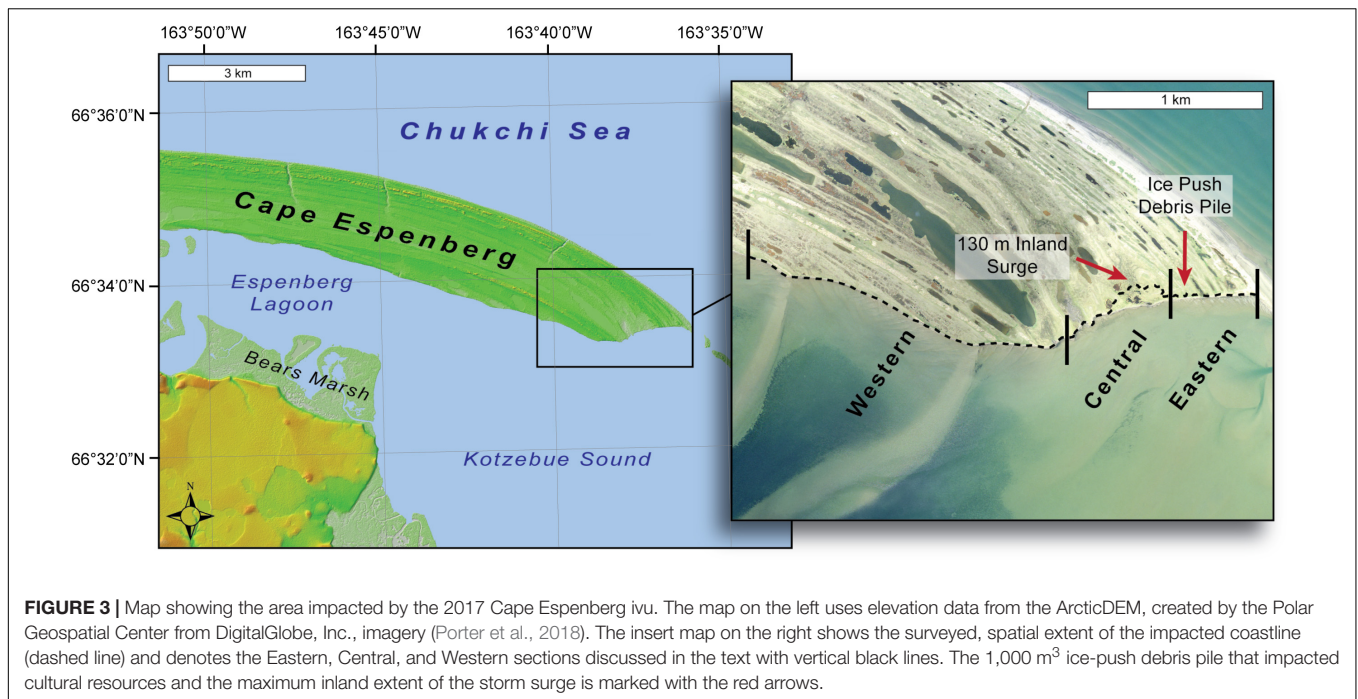 163°50'0"W 163°45'0"W 163°40'0"W 163°35'0"W
3 km
66°36'0"N
66°34'0"N
66°32'0"N
Chukchi Sea
Cape Espenberg
Espenberg
Lagoon
Bears Marsh
Kotzebue Sound
N
1 km
Ice Push
Debris Pile
130 m Inland
Surge
Western
Central
Eastern
FIGURE 3 | Map showing the area impacted by the 2017 Cape Espenberg ivu. The map on the left uses elevation data from the ArcticDEM, created by the Polar
Geospatial Center from DigitalGlobe, Inc., imagery (Porter et al., 2018). The insert map on the right shows the surveyed, spatial extent of the impacted coastline
(dashed line) and denotes the Eastern, Central, and Western sections discussed in the text with vertical black lines. The 1,000 m³ ice-push debris pile that impacted
cultural resources and the maximum inland extent of the storm surge is marked with the red arrows.